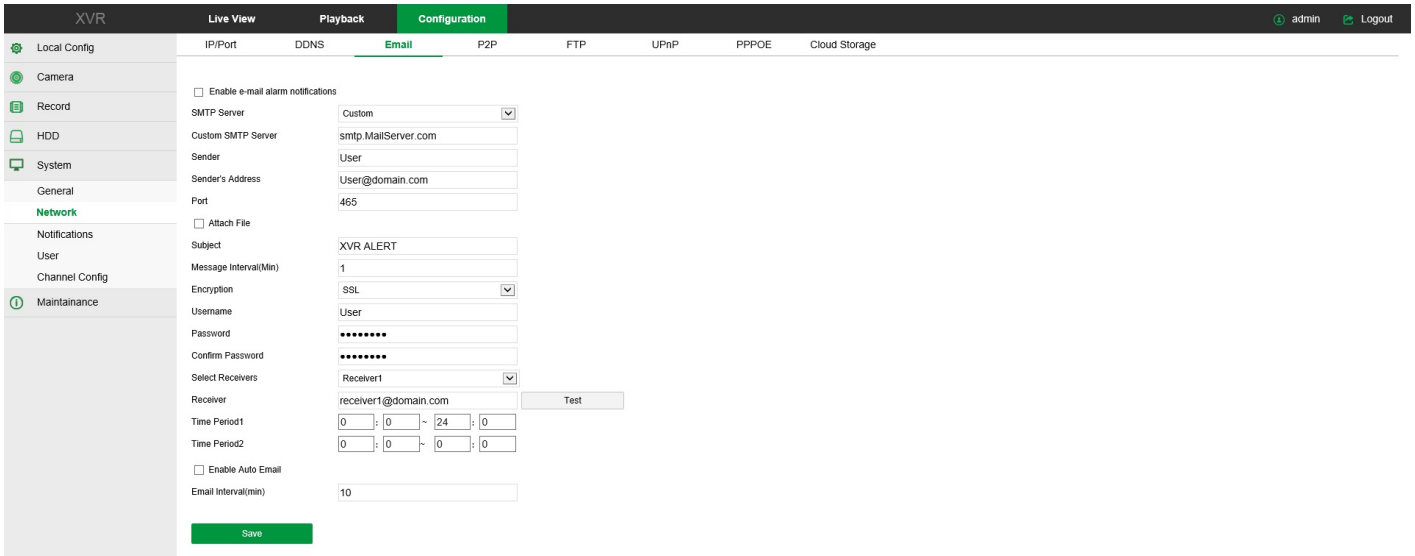 XVR Live View Playback Configuration admin Logout
Local Config
Camera
Record
HDD
System
General
Network
Notifications
User
Channel Config
Maintainance
IP/Port DDNS Email P2P FTP UPnP PPPOE Cloud Storage
Enable e-mail alarm notifications
SMTP Server Custom
Custom SMTP Server smtp.MailServer.com
Sender User
Sender's Address User@domain.com
Port 465
Attach File
Subject XVR ALERT
Message Interval(Min) 1
Encryption SSL
Username User
Password ••••••••
Confirm Password ••••••••
Select Receivers Receiver1
Receiver receiver1@domain.com Test
Time Period1 0 : 0 ~ 24 : 0
Time Period2 0 : 0 ~ 0 : 0
Enable Auto Email
Email Interval(min) 10
Save